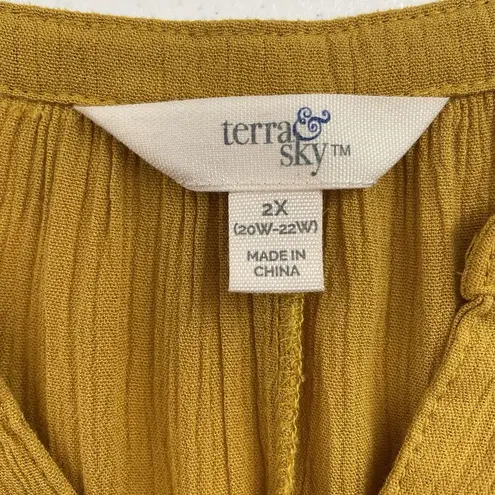 terra&
sky™
2X
(20W-22W)
MADE IN
CHINA